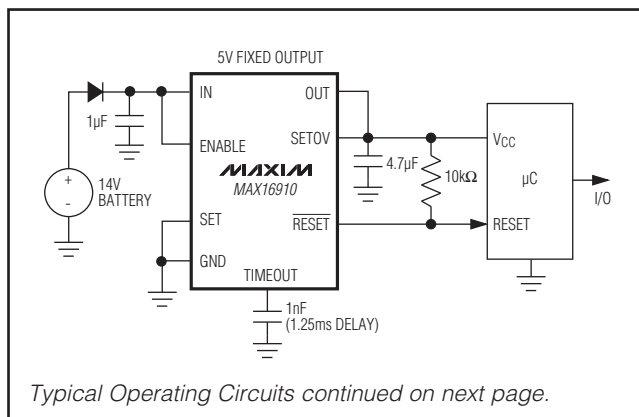 5V FIXED OUTPUT
IN
OUT
1µF
ENABLE
SETOV
VCC
MAXIM
MAX16910
4.7µF
10kΩ
µC
+
-
14V
BATTERY
I/O
SET
RESET
RESET
GND
TIMEOUT
1nF
(1.25ms DELAY)
Typical Operating Circuits continued on next page.